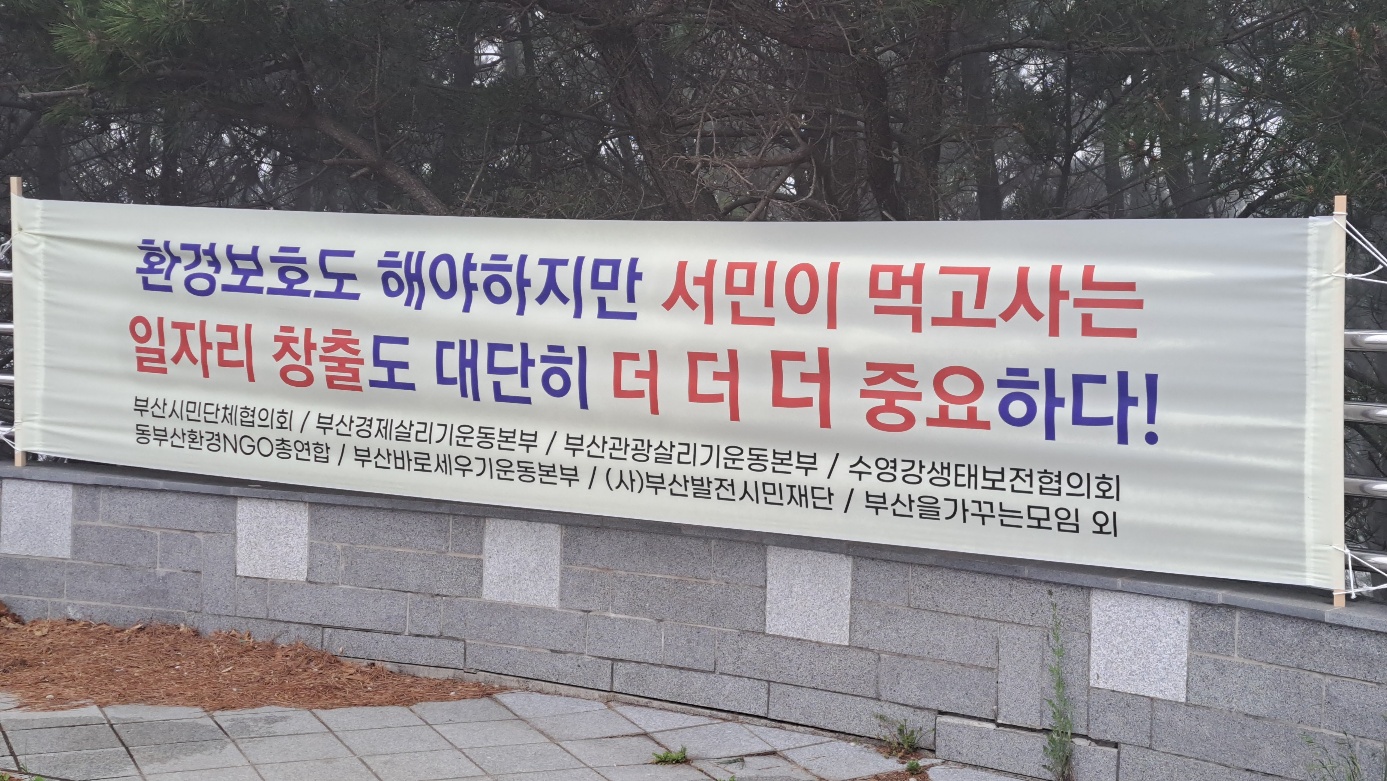 환경보호도 해야하지만 서민이 먹고사는
일자리 창출도 대단히 더 더 더 중요하다!
부산시민단체협의회 / 부산경제살리기운동본부 / 부산관광살리기운동본부 / 수영강생태보전협의회
동부산환경NGO총연합 / 부산바로세우기운동본부 / (사)부산발전시민재단 / 부산을가꾸는모임 외